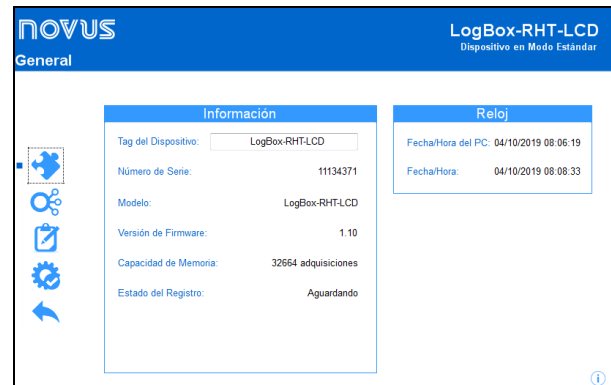 NOVUS
LogBox-RHT-LCD
Dispositivo en Modo Estándar
General
Información
Tag del Dispositivo: LogBox-RHT-LCD
Número de Serie: 11134371
Modelo: LogBox-RHT-LCD
Versión de Firmware: 1.10
Capacidad de Memoria: 32664 adquisiciones
Estado del Registro: Aguardando
Reloj
Fecha/Hora del PC: 04/10/2019 08:06:19
Fecha/Hora: 04/10/2019 08:08:33